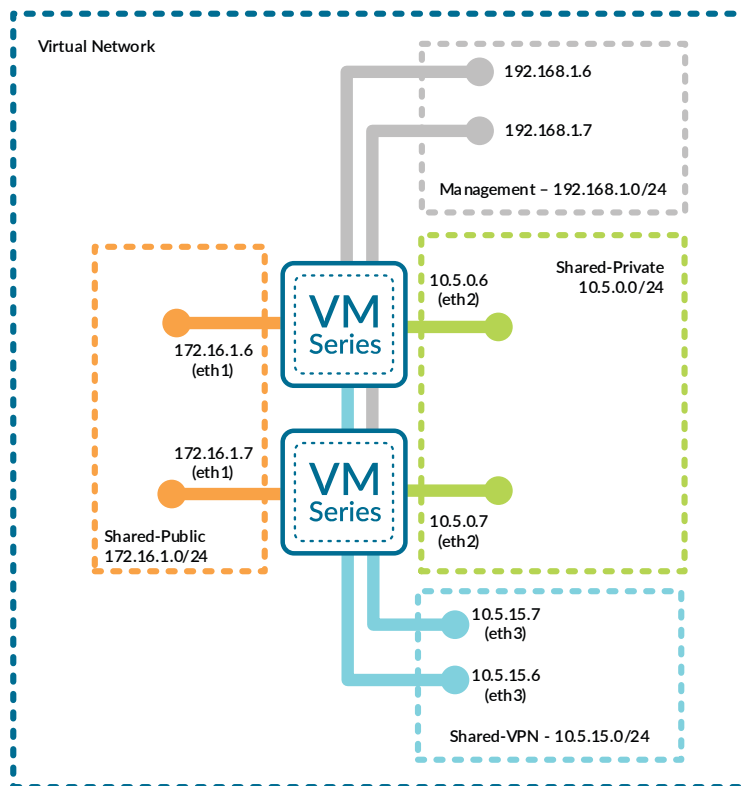 Virtual Network
192.168.1.6
192.168.1.7
Management – 192.168.1.0/24
Shared-Private
10.5.0.0/24
10.5.0.6
(eth2)
VM
Series
172.16.1.6
(eth1)
172.16.1.7
(eth1)
VM
Series
10.5.0.7
(eth2)
Shared-Public
172.16.1.0/24
10.5.15.7
(eth3)
10.5.15.6
(eth3)
Shared-VPN - 10.5.15.0/24